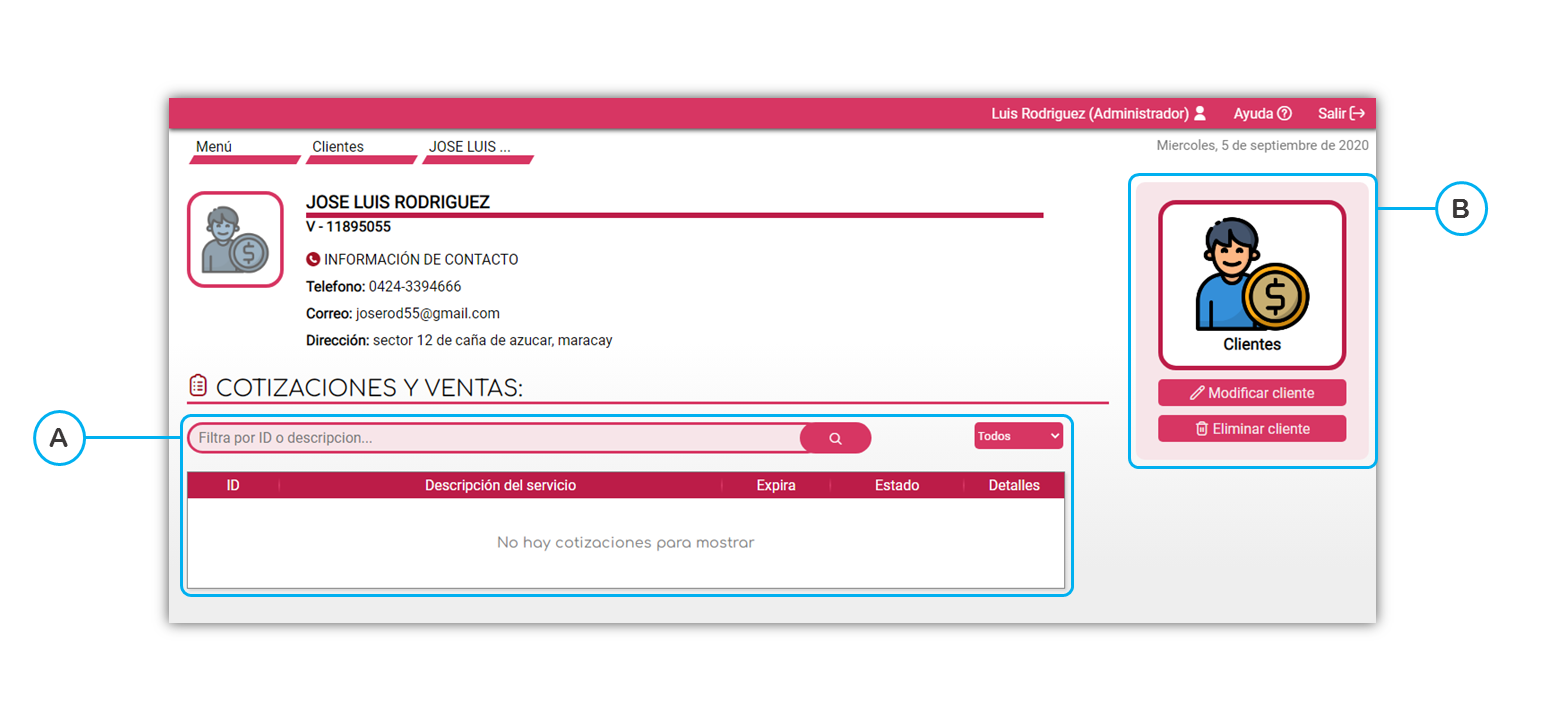 Luis Rodriguez (Administrador) Ayuda Salir
Menú Clientes JOSE LUIS ...
Miercoles, 5 de septiembre de 2020
JOSE LUIS RODRIGUEZ
V - 11895055
INFORMACIÓN DE CONTACTO
Telefono: 0424-3394666
Correo: joserod55@gmail.com
Dirección: sector 12 de caña de azucar, maracay
B
$
$
Clientes
Modificar cliente
Eliminar cliente
COTIZACIONES Y VENTAS:
A
Filtra por ID o descripcion...
Todos
ID Descripción del servicio Expira Estado Detalles
No hay cotizaciones para mostrar